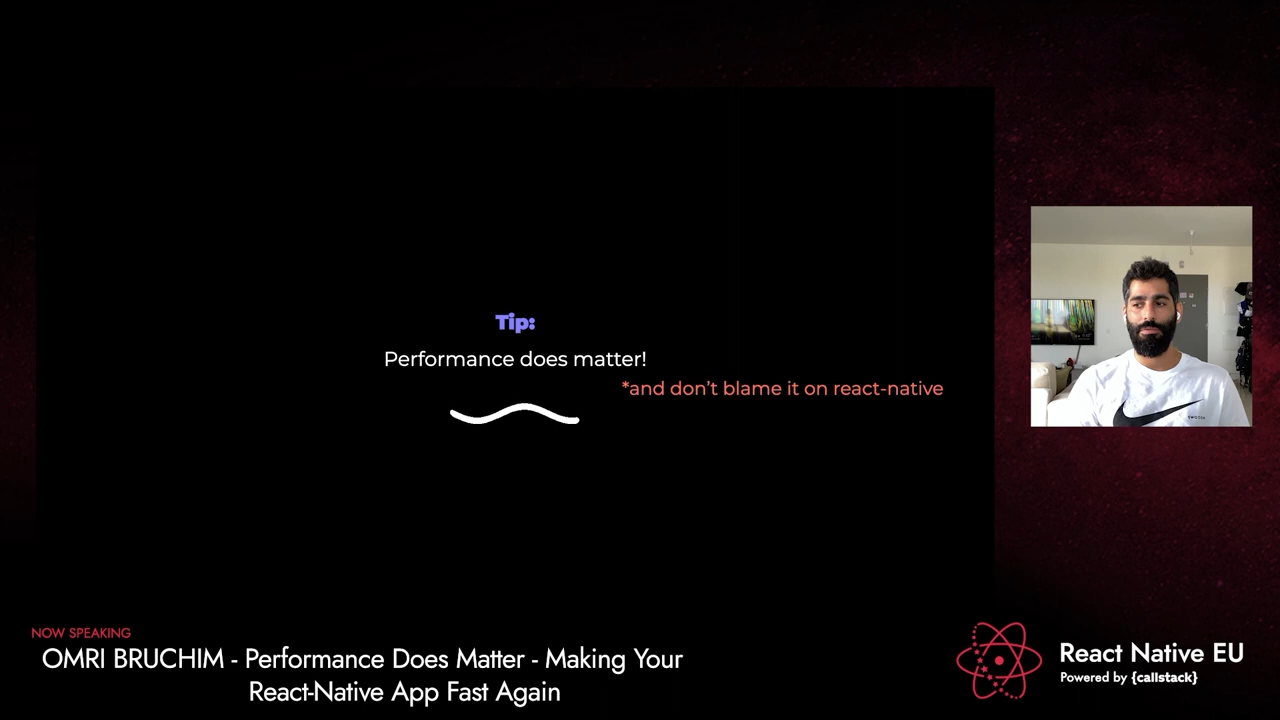 Tip:
Performance does matter!
*and don't blame it on react-native
NOW SPEAKING
OMRI BRUCHIM - Performance Does Matter - Making Your
React-Native App Fast Again
React Native EU
Powered by {callstack}